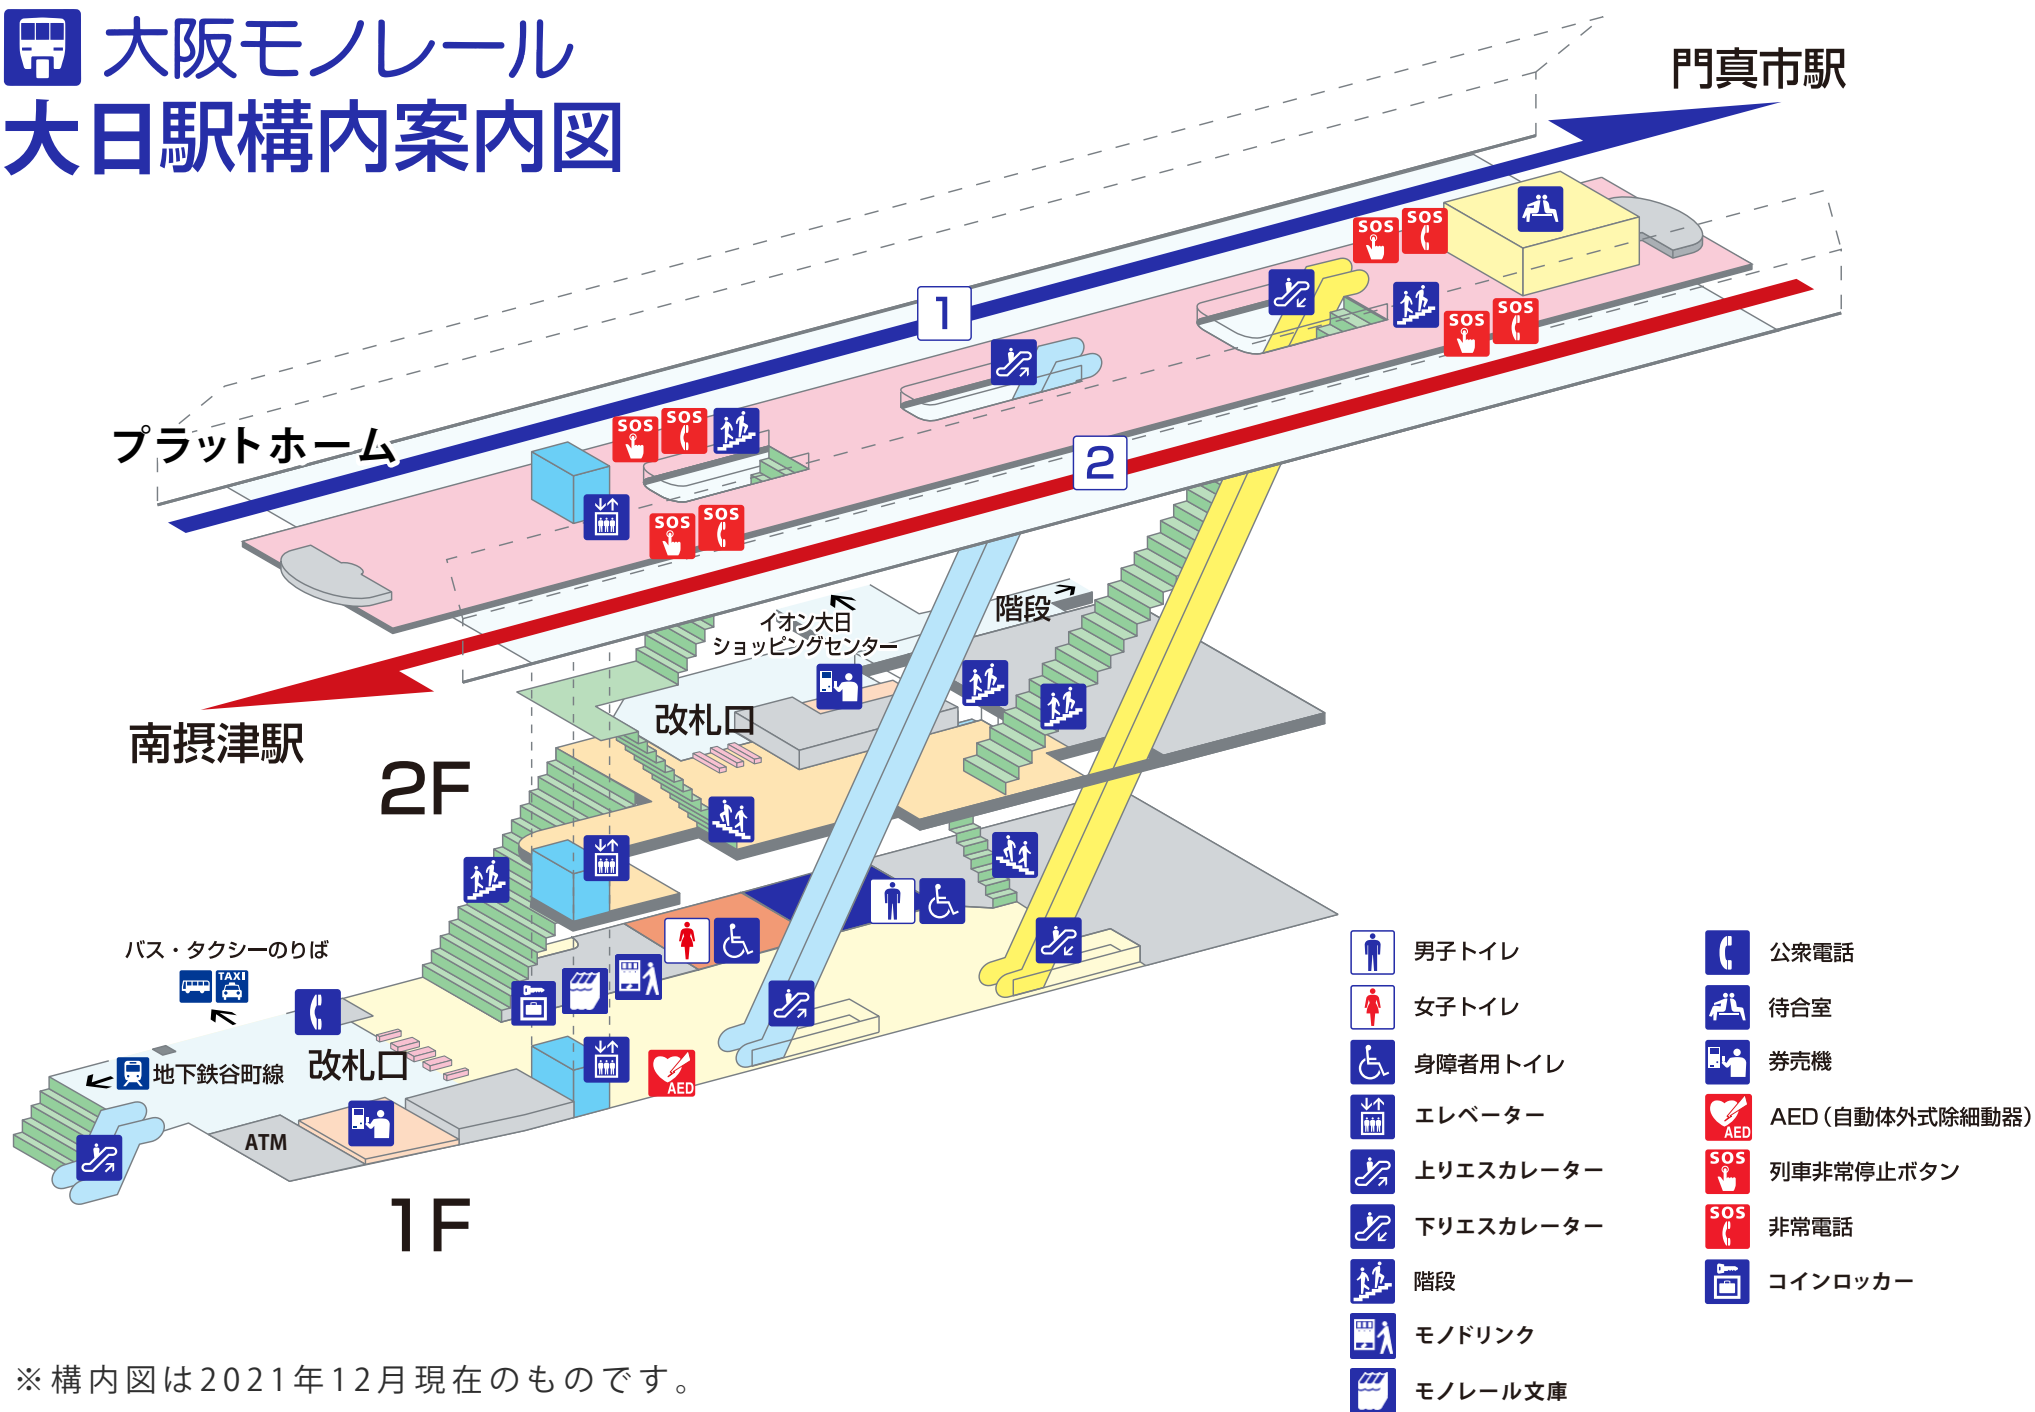 大阪モノレール
大日駅構内案内図
門真市駅
SOS
SOS
1
SOS
SOS
プラットホーム
SOS
SOS
2
SOS
SOS
階段
イオン大日
ショッピングセンター
改札口
南摂津駅
2F
バス・タクシーのりば
TAXI
改札口
地下鉄谷町線
AED
ATM
1F
男子トイレ
女子トイレ
身障者用トイレ
エレベーター
上りエスカレーター
下りエスカレーター
階段
モノドリンク
モノレール文庫
公衆電話
待合室
券売機
AED
AED（自動体外式除細動器）
SOS
列車非常停止ボタン
SOS
非常電話
コインロッカー
※構内図は2021年12月現在のものです。